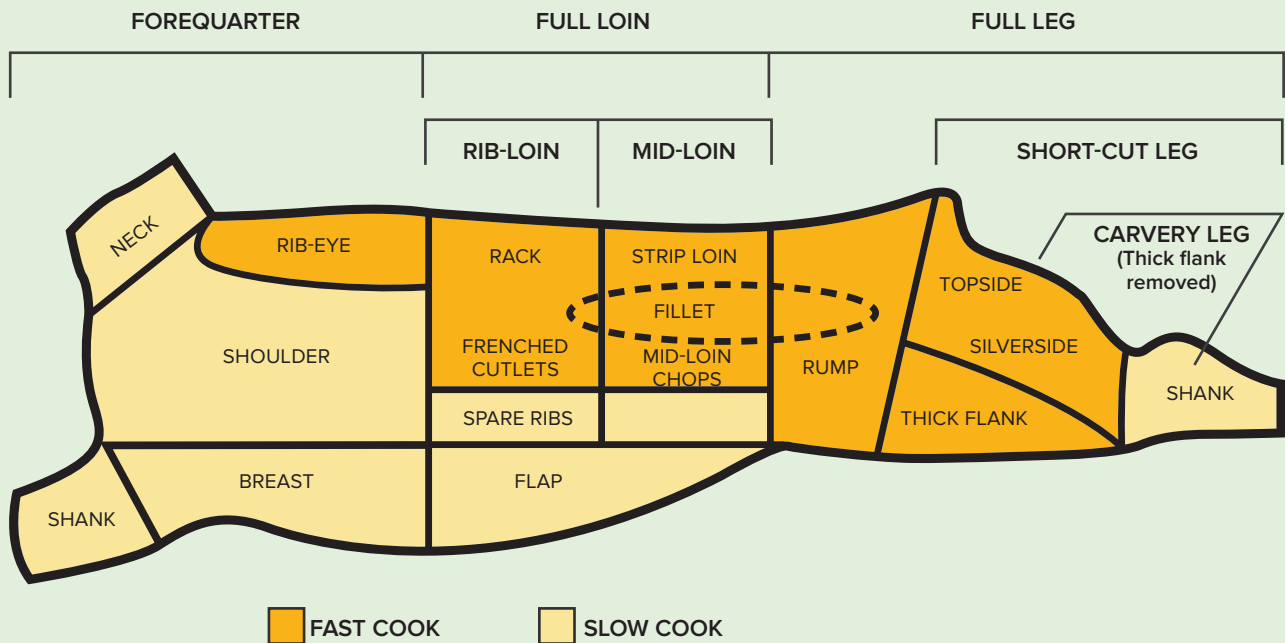 FOREQUARTER
FULL LOIN
FULL LEG
RIB-LOIN
MID-LOIN
SHORT-CUT LEG
NECK
RIB-EYE
RACK
STRIP LOIN
CARVERY LEG
(Thick flank
removed)
TOPSIDE
FILLET
SHOULDER
FRENCHED
CUTLETS
MID-LOIN
CHOPS
RUMP
SILVERSIDE
SHANK
SPARE RIBS
THICK FLANK
BREAST
FLAP
SHANK
FAST COOK
SLOW COOK